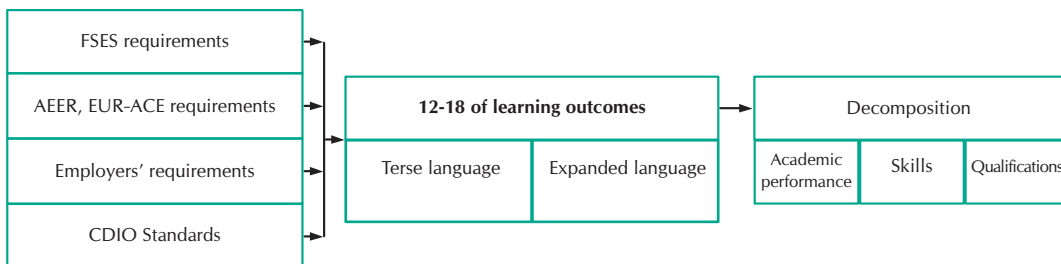 FSES requirements
AEER, EUR-ACE requirements
Employers’ requirements
CDIO Standards
12-18 of learning outcomes
Terse language
Expanded language
Decomposition
Academic
performance
Skills
Qualifications